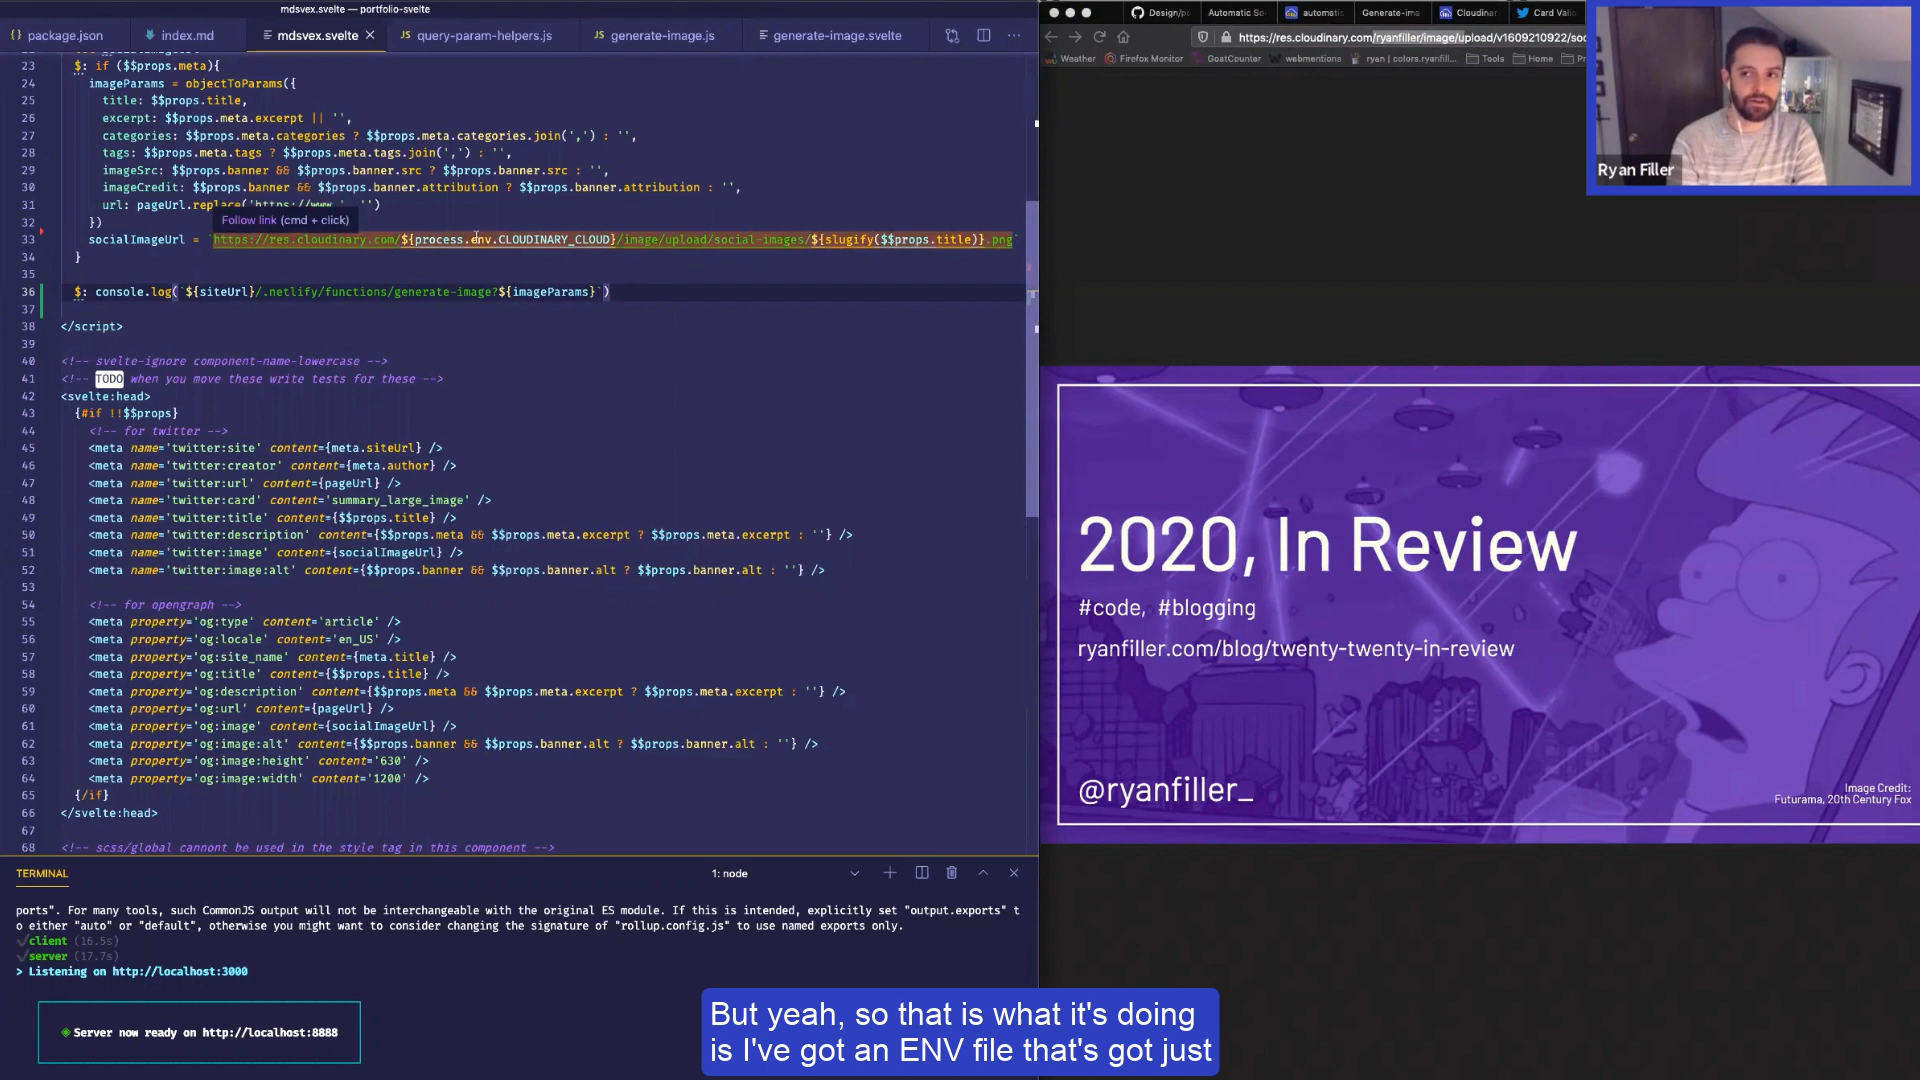 mdsvex.svelte — portfolio-svelte
{} package.json
index.md
mdsvex.svelte
JS query-param-helpers.js
JS generate-image.js
generate-image.svelte
23 $: if ($$props.meta){
24 imageParams = objectToParams({
25 title: $$props.title,
26 excerpt: $$props.meta.excerpt || '',
27 categories: $$props.meta.categories ? $$props.meta.categories.join(',') : '',
28 tags: $$props.meta.tags ? $$props.meta.tags.join(',') : '',
29 imageSrc: $$props.banner && $$props.banner.src ? $$props.banner.src : '',
30 imageCredit: $$props.banner && $$props.banner.attribution ? $$props.banner.attribution : '',
31 url: pageUrl.replace('https://www.', '')
Follow link (cmd + click)
32 })
33 socialImageUrl = `https://res.cloudinary.com/${process.env.CLOUDINARY_CLOUD}/image/upload/social-images/${slugify($$props.title)}.png`
34 }
35
36 $: console.log(`${siteUrl}/.netlify/functions/generate-image?${imageParams}`)
37
38 </script>
39
40 <!-- svelte-ignore component-name-lowercase -->
41 <!-- TODO when you move these write tests for these -->
42 <svelte:head>
43 {#if !!$$props}
44 <!-- for twitter -->
45 <meta name='twitter:site' content={meta.siteUrl} />
46 <meta name='twitter:creator' content={meta.author} />
47 <meta name='twitter:url' content={pageUrl} />
48 <meta name='twitter:card' content='summary_large_image' />
49 <meta name='twitter:title' content={$$props.title} />
50 <meta name='twitter:description' content={$$props.meta && $$props.meta.excerpt ? $$props.meta.excerpt : ''} />
51 <meta name='twitter:image' content={socialImageUrl} />
52 <meta name='twitter:image:alt' content={$$props.banner && $$props.banner.alt ? $$props.banner.alt : ''} />
53
54 <!-- for opengraph -->
55 <meta property='og:type' content='article' />
56 <meta property='og:locale' content='en_US' />
57 <meta property='og:site_name' content={meta.title} />
58 <meta property='og:title' content={$$props.title} />
59 <meta property='og:description' content={$$props.meta && $$props.meta.excerpt ? $$props.meta.excerpt : ''} />
60 <meta property='og:url' content={pageUrl} />
61 <meta property='og:image' content={socialImageUrl} />
62 <meta property='og:image:alt' content={$$props.banner && $$props.banner.alt ? $$props.banner.alt : ''} />
63 <meta property='og:image:height' content='630' />
64 <meta property='og:image:width' content='1200' />
65 {/if}
66 </svelte:head>
67
68 <!-- scss/global cannont be used in the style tag in this component -->
TERMINAL
1: node
ports". For many tools, such CommonJS output will not be interchangeable with the original ES module. If this is intended, explicitly set "output.exports" t
o either "auto" or "default", otherwise you might want to consider changing the signature of "rollup.config.js" to use named exports only.
✓client (16.5s)
✓server (17.7s)
> Listening on http://localhost:3000
Server now ready on http://localhost:8888
Design/po
Automatic So
automatic
Generate-ima
Cloudinar
Card Valid
https://res.cloudinary.com/ryanfiller/image/upload/v1609210922/soc
Weather
Firefox Monitor
GoatCounter
webmentions
ryan | colors.ryanfill...
Tools
Home
Ryan Filler
2020, In Review
#code, #blogging
ryanfiller.com/blog/twenty-twenty-in-review
@ryanfiller_
Image Credit:
Futurama, 20th Century Fox
But yeah, so that is what it's doing
is I've got an ENV file that's got just